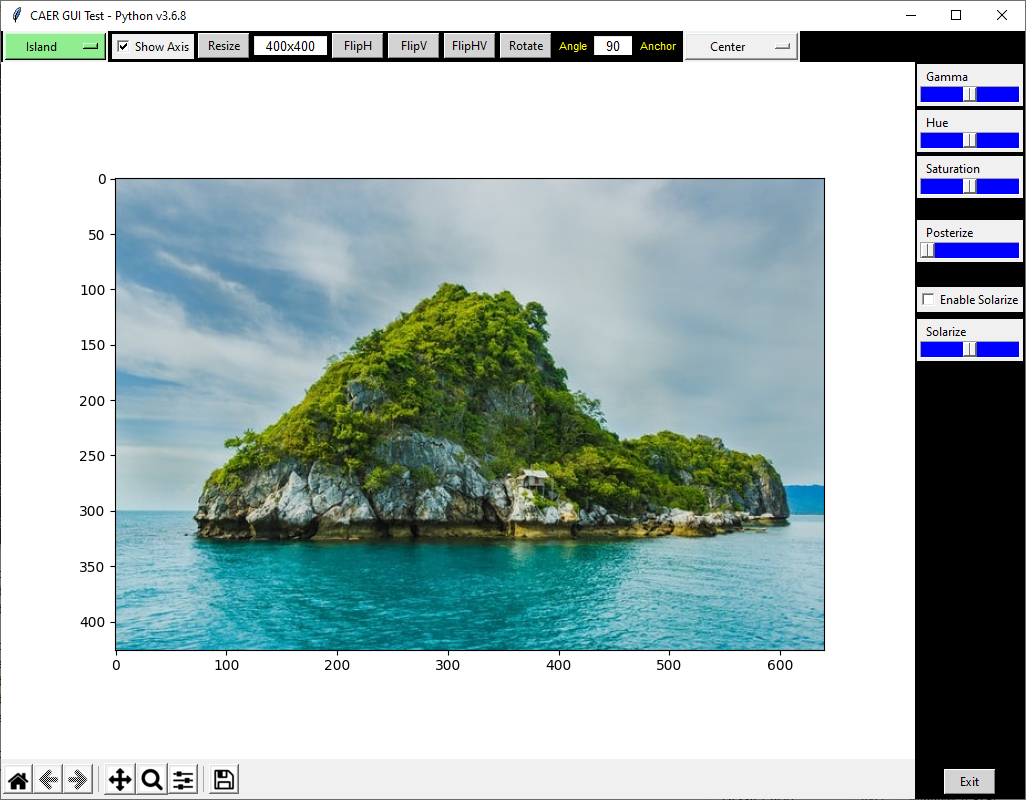 CAER GUI Test - Python v3.6.8
Island Show Axis Resize 400x400 FlipH FlipV FlipHV Rotate Angle 90 Anchor Center
Gamma
Hue
Saturation
Posterize
Enable Solarize
Solarize
0
50
100
150
200
250
300
350
400
0 100 200 300 400 500 600
Exit